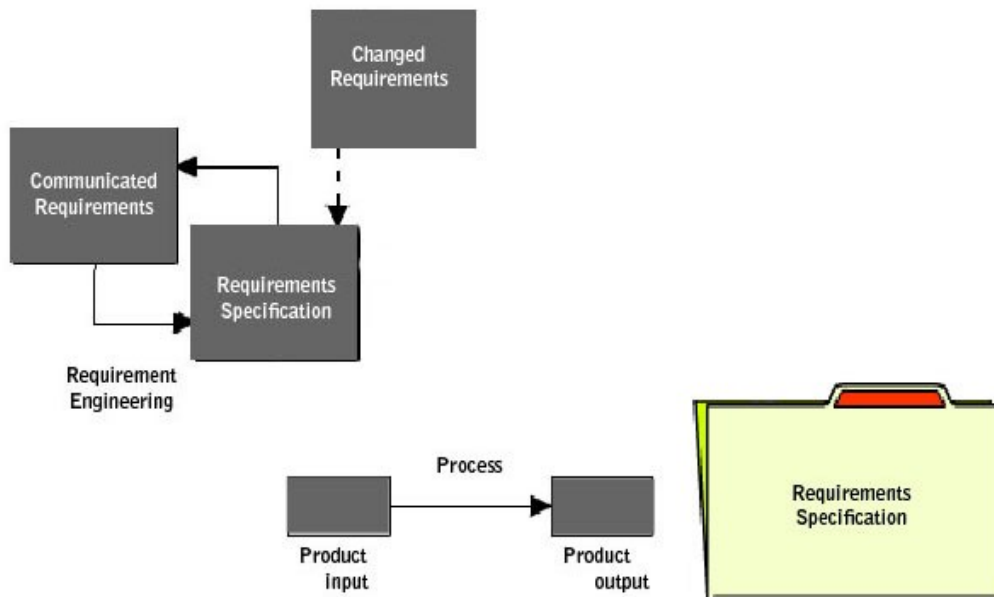 Changed
Requirements
Communicated
Requirements
Requirements
Specification
Requirement
Engineering
Process
Product
input
Product
output
Requirements
Specification